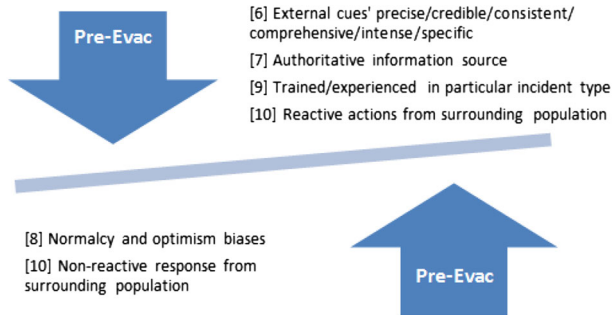 Pre-Evac
[6] External cues' precise/credible/consistent/
comprehensive/intense/specific
[7] Authoritative information source
[9] Trained/experienced in particular incident type
[10] Reactive actions from surrounding population
[8] Normalcy and optimism biases
[10] Non-reactive response from
surrounding population
Pre-Evac